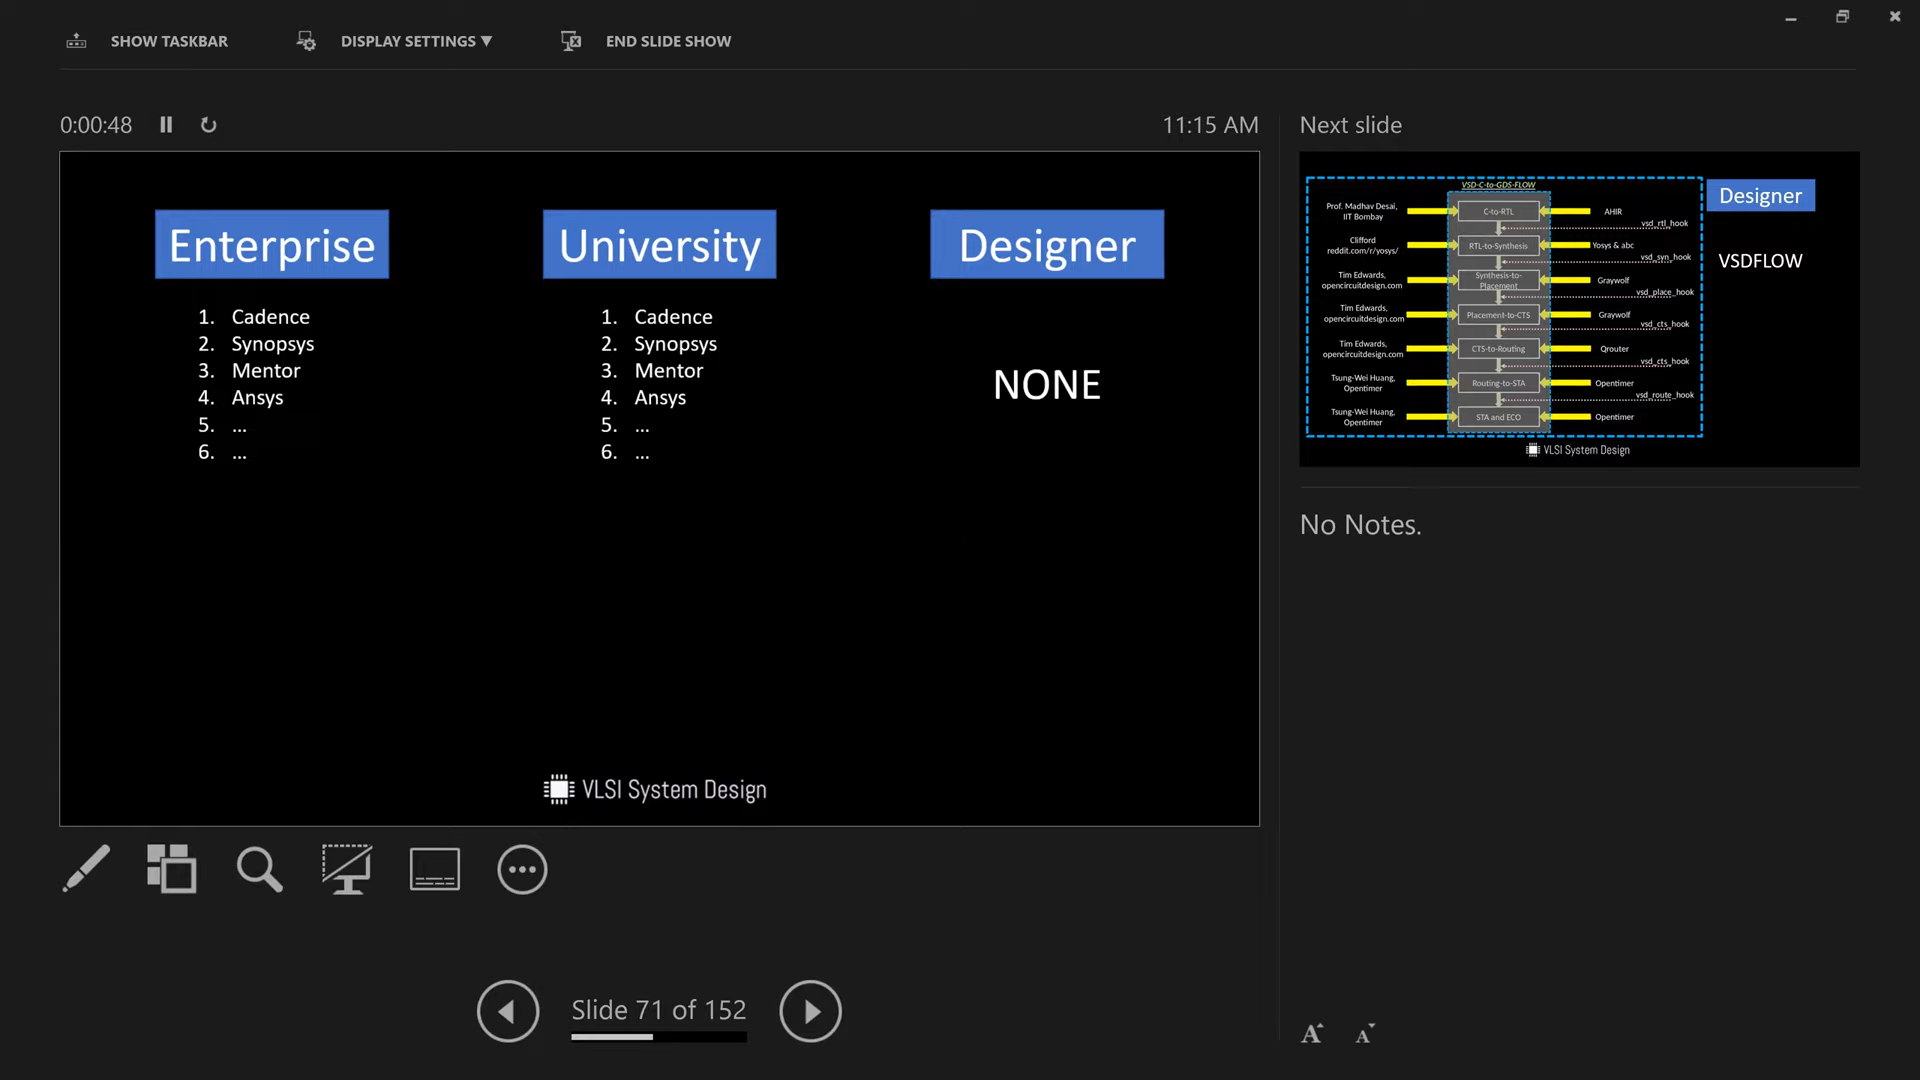 SHOW TASKBAR
DISPLAY SETTINGS ▼
END SLIDE SHOW
0:00:48
11:15 AM
Enterprise
1. Cadence
2. Synopsys
3. Mentor
4. Ansys
5. ...
6. ...
University
1. Cadence
2. Synopsys
3. Mentor
4. Ansys
5. ...
6. ...
Designer
NONE
VLSI System Design
Slide 71 of 152
Next slide
VSD-C-to-GDS-FLOW
Designer
VSDFLOW
Prof. Madhav Desai,
IIT Bombay
C-to-RTL
AHIR
vsd_rtl_hook
Clifford
reddit.com/r/yosys/
RTL-to-Synthesis
Yosys & abc
vsd_syn_hook
Tim Edwards,
opencircuitdesign.com
Synthesis-to-
Placement
Graywolf
vsd_place_hook
Tim Edwards,
opencircuitdesign.com
Placement-to-CTS
Graywolf
vsd_cts_hook
Tim Edwards,
opencircuitdesign.com
CTS-to-Routing
Qrouter
vsd_cts_hook
Tsung-Wei Huang,
Opentimer
Routing-to-STA
Opentimer
vsd_route_hook
Tsung-Wei Huang,
Opentimer
STA and ECO
Opentimer
VLSI System Design
No Notes.
A
A